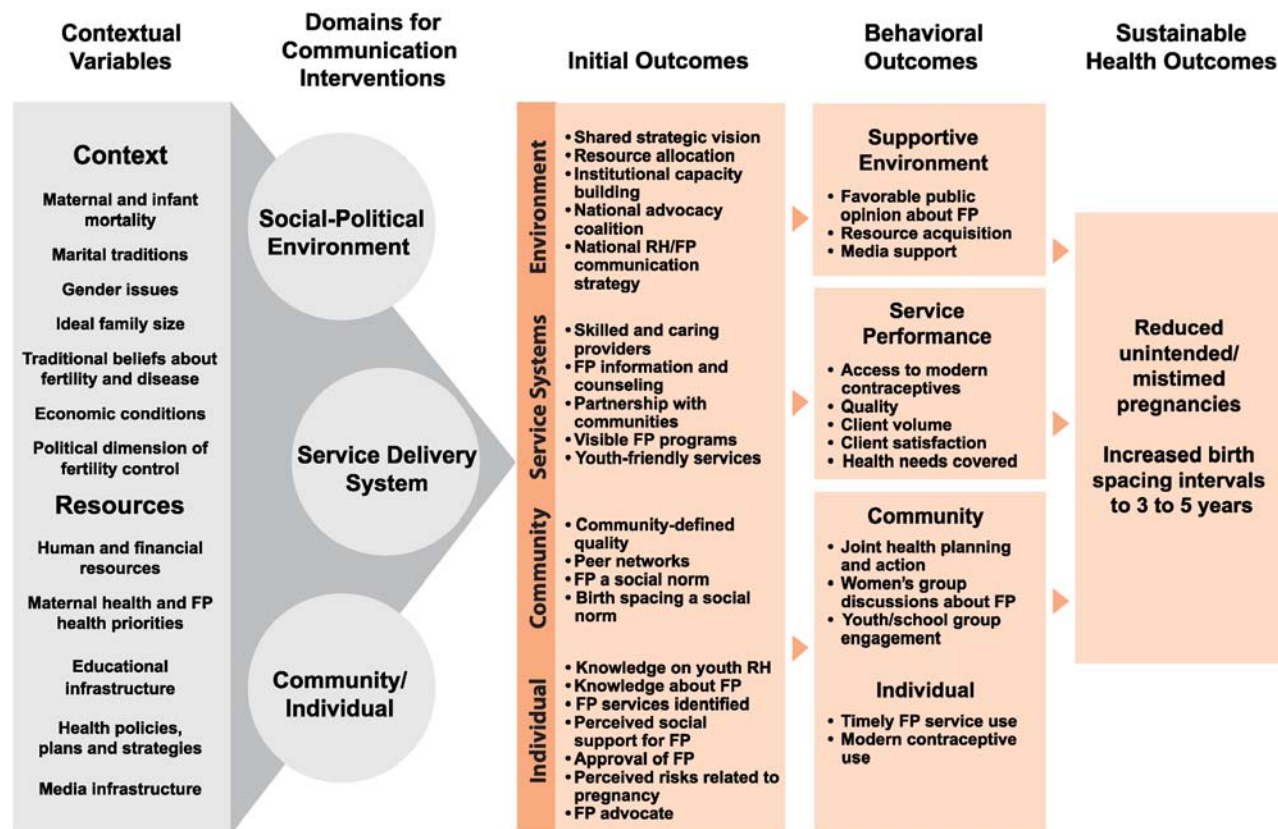 Contextual
Variables
Domains for
Communication
Interventions
Initial Outcomes
Behavioral
Outcomes
Sustainable
Health Outcomes
Context
Maternal and infant
mortality
Marital traditions
Gender issues
Ideal family size
Traditional beliefs about
fertility and disease
Economic conditions
Political dimension of
fertility control
Resources
Human and financial
resources
Maternal health and FP
health priorities
Educational
infrastructure
Health policies,
plans and strategies
Media infrastructure
Social-Political
Environment
Service Delivery
System
Community/
Individual
Environment
• Shared strategic vision
• Resource allocation
• Institutional capacity
building
• National advocacy
coalition
• National RH/FP
communication
strategy
Service Systems
• Skilled and caring
providers
• FP information and
counseling
• Partnership with
communities
• Visible FP programs
• Youth-friendly services
Community
• Community-defined
quality
• Peer networks
• FP a social norm
• Birth spacing a social
norm
Individual
• Knowledge on youth RH
• Knowledge about FP
• FP services identified
• Perceived social
support for FP
• Approval of FP
• Perceived risks related to
pregnancy
• FP advocate
Supportive
Environment
• Favorable public
opinion about FP
• Resource acquisition
• Media support
Service
Performance
• Access to modern
contraceptives
• Quality
• Client volume
• Client satisfaction
• Health needs covered
Community
• Joint health planning
and action
• Women's group
discussions about FP
• Youth/school group
engagement
Individual
• Timely FP service use
• Modern contraceptive
use
Reduced
unintended/
mistimed
pregnancies
Increased birth
spacing intervals
to 3 to 5 years